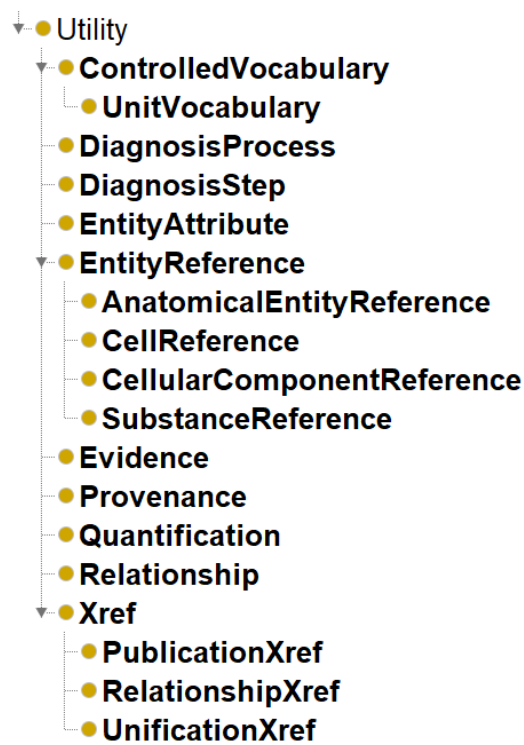 Utility
ControlledVocabulary
UnitVocabulary
DiagnosisProcess
DiagnosisStep
EntityAttribute
EntityReference
AnatomicalEntityReference
CellReference
CellularComponentReference
SubstanceReference
Evidence
Provenance
Quantification
Relationship
Xref
PublicationXref
RelationshipXref
UnificationXref